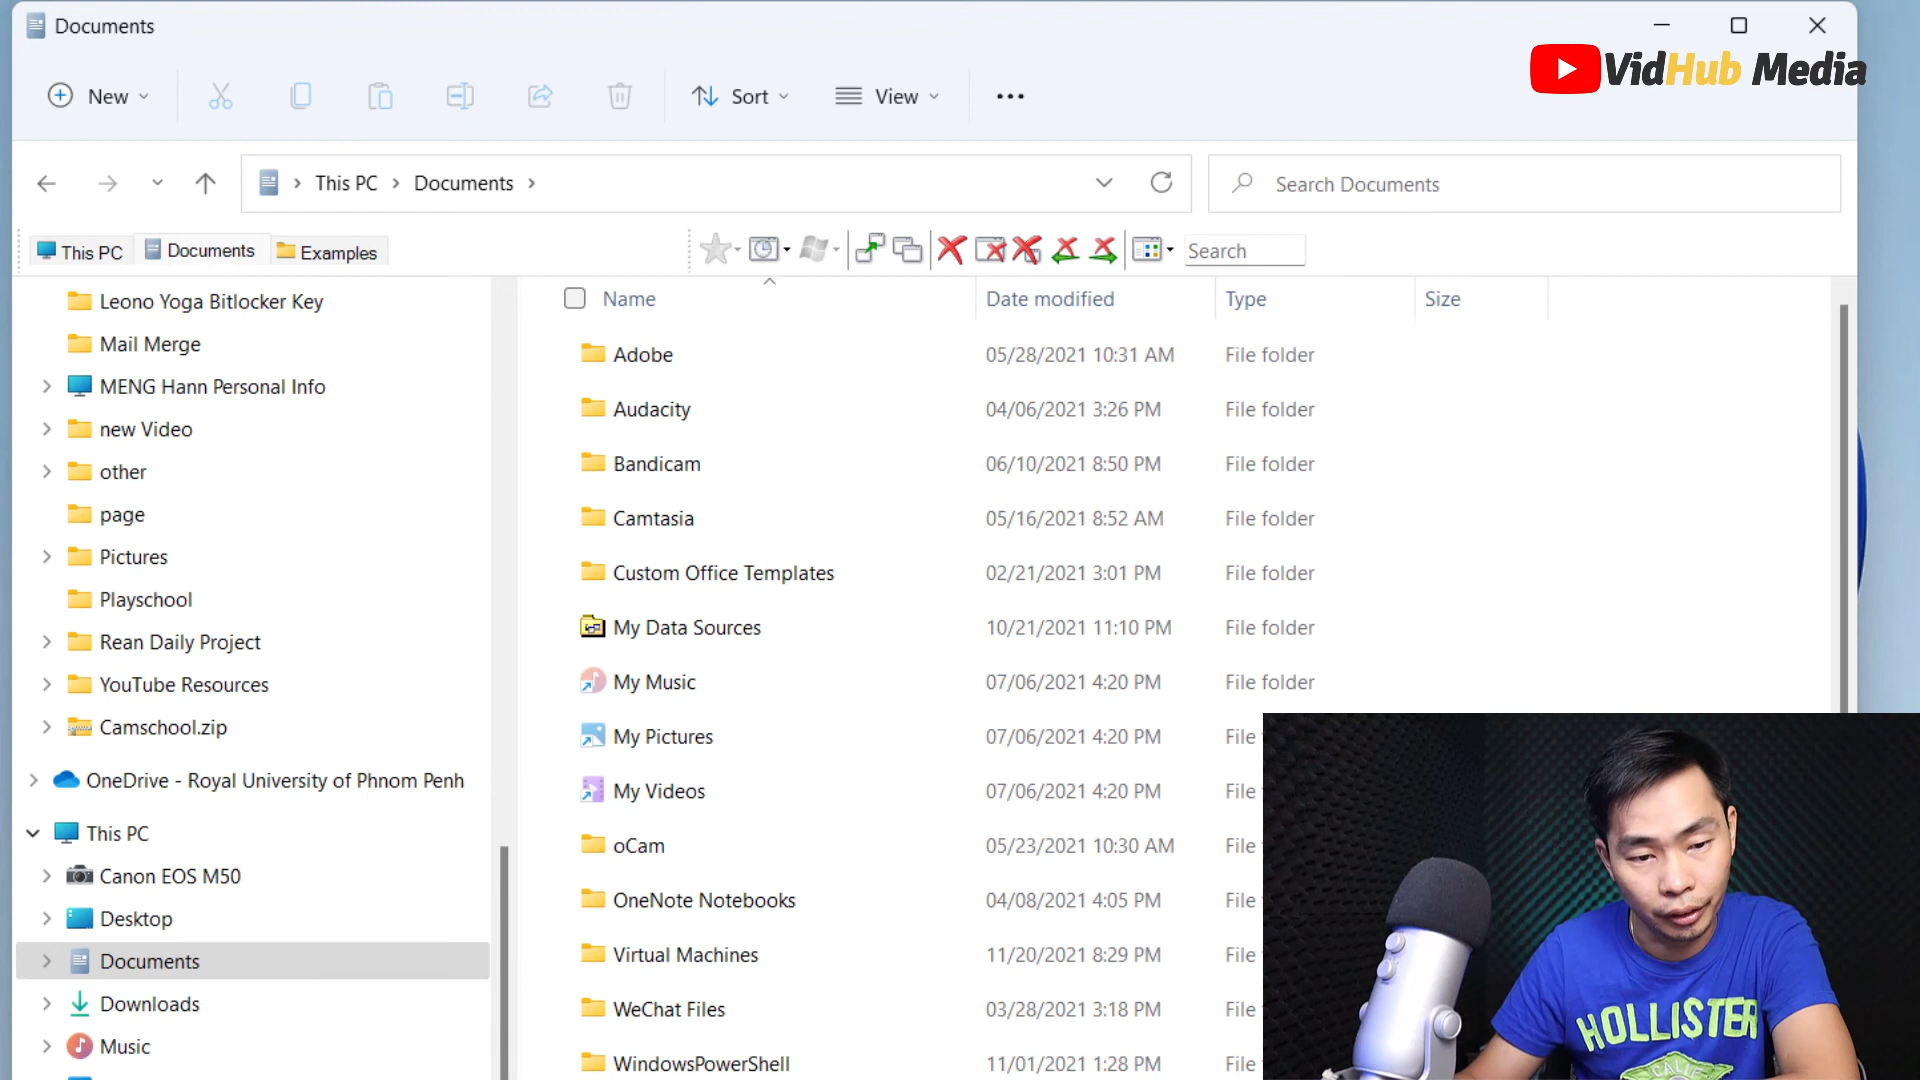 Documents
VidHub Media
New
Sort
View
This PC
Documents
Search Documents
This PC
Documents
Examples
Search
Leono Yoga Bitlocker Key
Mail Merge
MENG Hann Personal Info
new Video
other
page
Pictures
Playschool
Rean Daily Project
YouTube Resources
Camschool.zip
OneDrive - Royal University of Phnom Penh
This PC
Canon EOS M50
Desktop
Documents
Downloads
Music
Name Date modified Type Size
Adobe 05/28/2021 10:31 AM File folder
Audacity 04/06/2021 3:26 PM File folder
Bandicam 06/10/2021 8:50 PM File folder
Camtasia 05/16/2021 8:52 AM File folder
Custom Office Templates 02/21/2021 3:01 PM File folder
My Data Sources 10/21/2021 11:10 PM File folder
My Music 07/06/2021 4:20 PM File folder
My Pictures 07/06/2021 4:20 PM File
My Videos 07/06/2021 4:20 PM File
oCam 05/23/2021 10:30 AM File
OneNote Notebooks 04/08/2021 4:05 PM File
Virtual Machines 11/20/2021 8:29 PM File
WeChat Files 03/28/2021 3:18 PM File
WindowsPowerShell 11/01/2021 1:28 PM File
HOLLISTER
CALIF